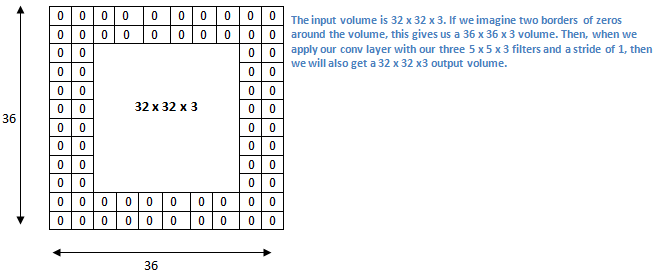 0 0 0 0 0 0 0 0 0 0
0 0 0 0 0 0 0 0 0 0
0 0 0 0
0 0 0 0
0 0 0 0
0 0 32 x 32 x 3 0 0
36
0 0 0 0
0 0 0 0
0 0 0 0
0 0 0 0
0 0 0 0 0 0 0 0 0 0
0 0 0 0 0 0 0 0 0 0
36
The input volume is 32 x 32 x 3. If we imagine two borders of zeros
around the volume, this gives us a 36 x 36 x 3 volume. Then, when we
apply our conv layer with our three 5 x 5 x 3 filters and a stride of 1, then
we will also get a 32 x 32 x3 output volume.